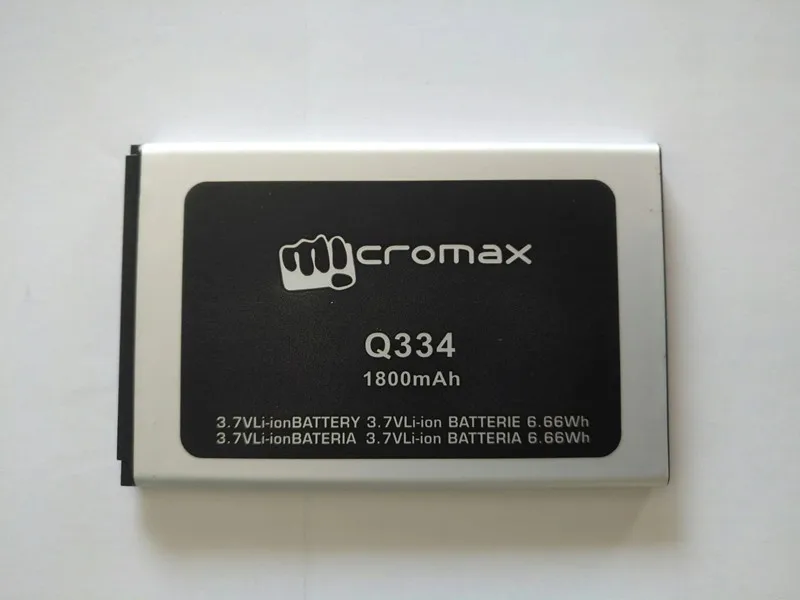 micromax
Q334
1800mAh
3.7VLi-ionBATTERY 3.7VLi-ion BATTERIE 6.66Wh
3.7VLi-ionBATERIA 3.7VLi-ion BATTERIA 6.66Wh